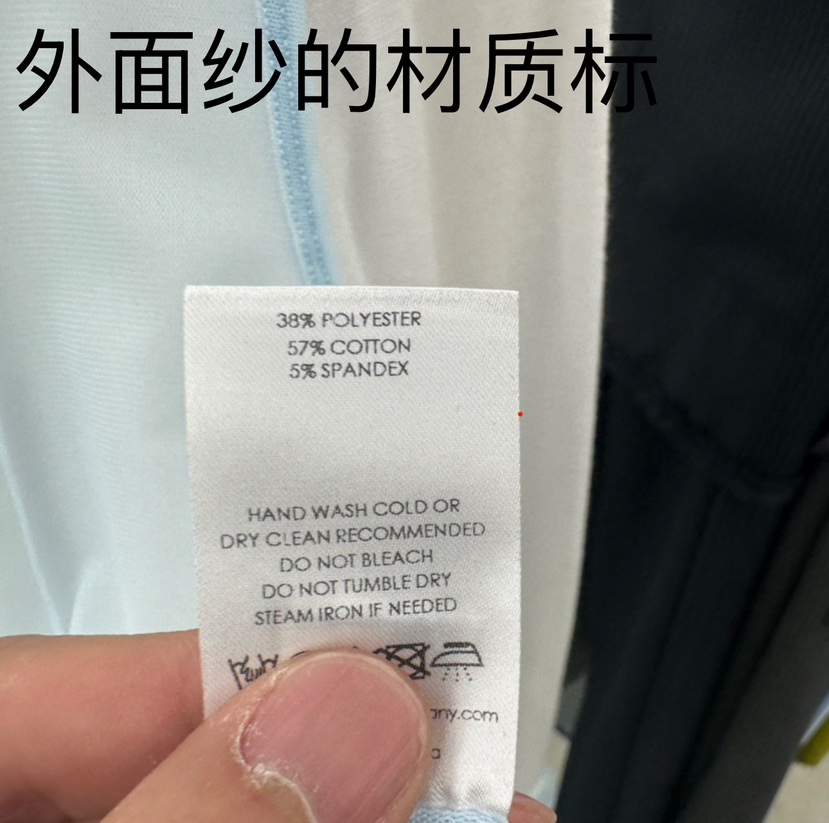 外面纱的材质标
38% POLYESTER
57% COTTON
5% SPANDEX
HAND WASH COLD OR
DRY CLEAN RECOMMENDED
DO NOT BLEACH
DO NOT TUMBLE DRY
STEAM IRON IF NEEDED